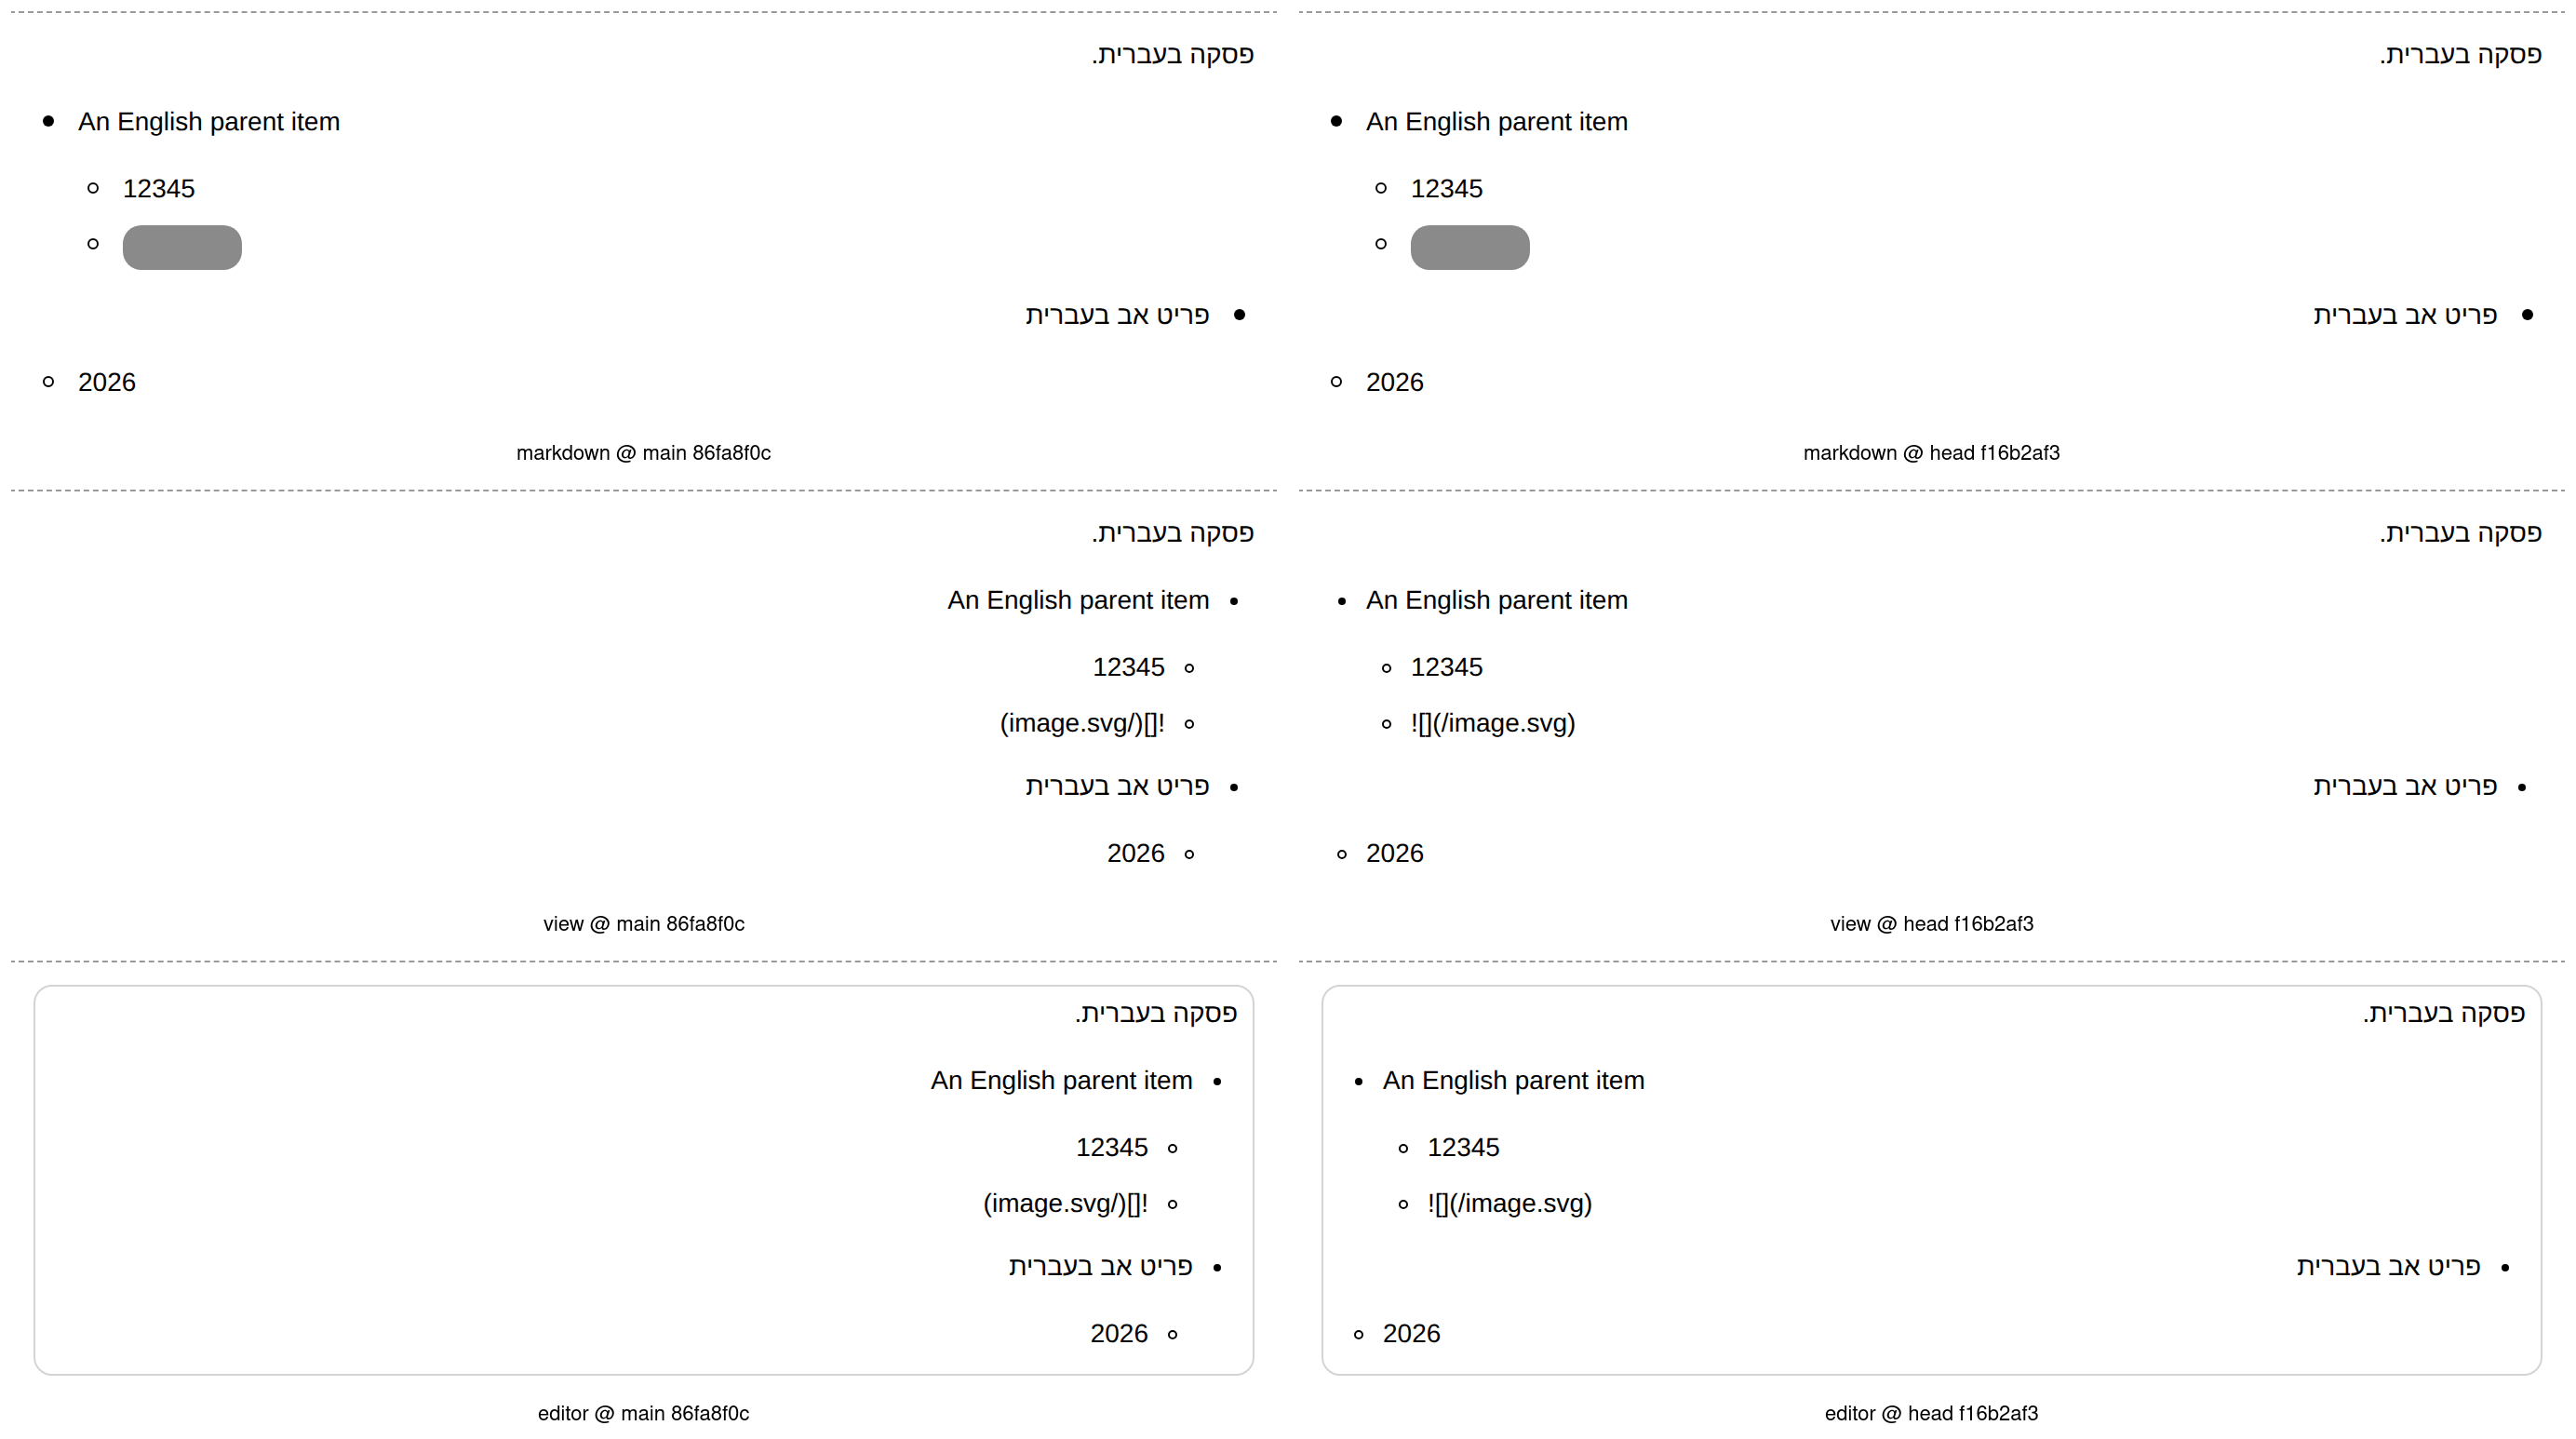 פסקה בעברית.
An English parent item
12345
פריט אב בעברית
2026
markdown @ main 86fa8f0c
פסקה בעברית.
An English parent item
12345
פריט אב בעברית
2026
markdown @ head f16b2af3
פסקה בעברית.
An English parent item
12345
![](/image.svg)
פריט אב בעברית
2026
view @ main 86fa8f0c
פסקה בעברית.
An English parent item
12345
![](/image.svg)
פריט אב בעברית
2026
view @ head f16b2af3
פסקה בעברית.
An English parent item
12345
![](/image.svg)
פריט אב בעברית
2026
editor @ main 86fa8f0c
פסקה בעברית.
An English parent item
12345
![](/image.svg)
פריט אב בעברית
2026
editor @ head f16b2af3